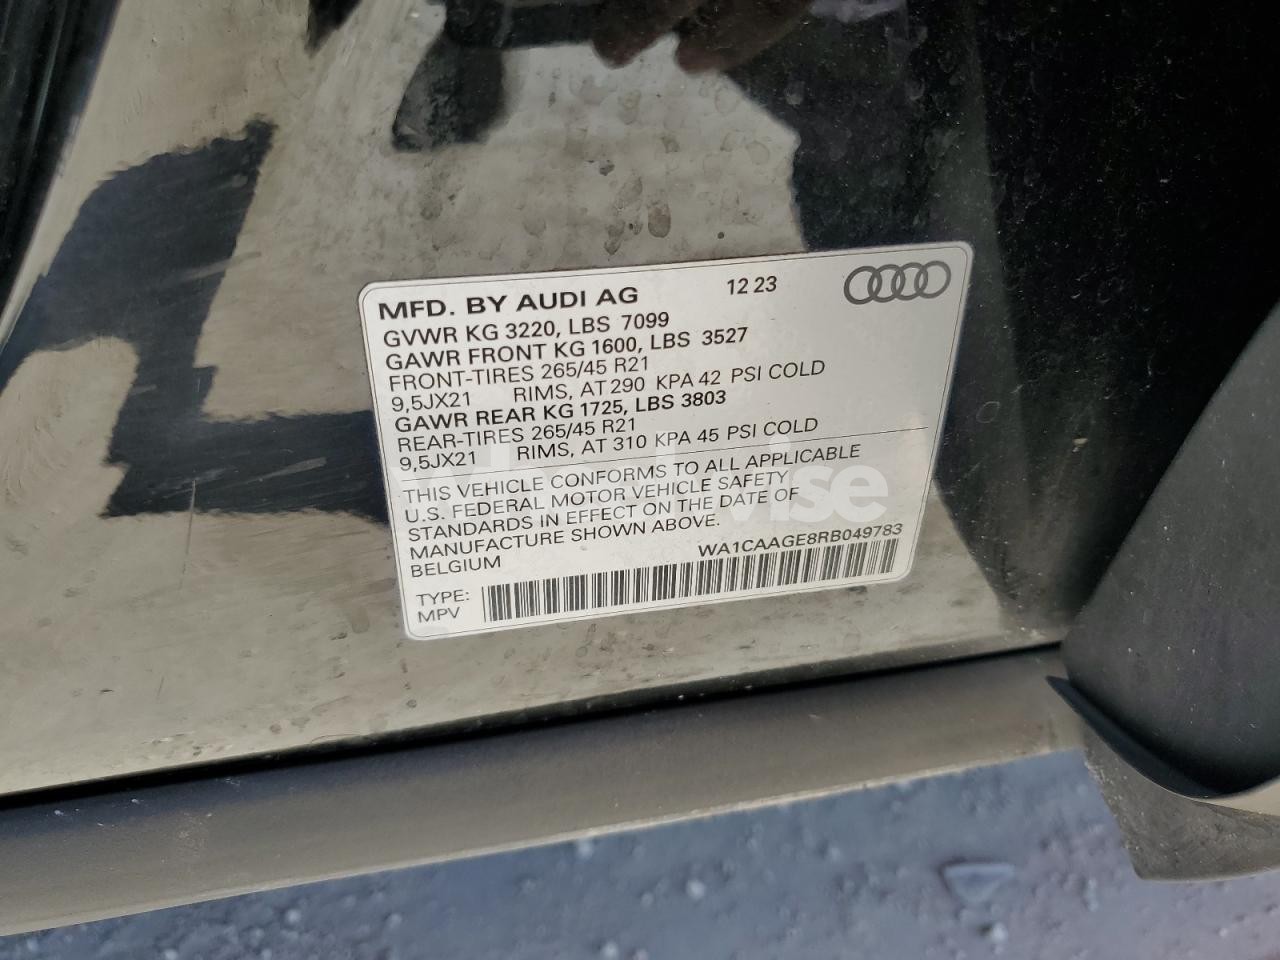 MFD. BY AUDI AG 12 23
GVWR KG 3220, LBS 7099
GAWR FRONT KG 1600, LBS 3527
FRONT-TIRES 265/45 R21
9,5JX21 RIMS, AT 290 KPA 42 PSI COLD
GAWR REAR KG 1725, LBS 3803
REAR-TIRES 265/45 R21
9,5JX21 RIMS, AT 310 KPA 45 PSI COLD
THIS VEHICLE CONFORMS TO ALL APPLICABLE
U.S. FEDERAL MOTOR VEHICLE SAFETY
STANDARDS IN EFFECT ON THE DATE OF
MANUFACTURE SHOWN ABOVE.
BELGIUM WA1CAAGE8RB049783
TYPE:
MPV